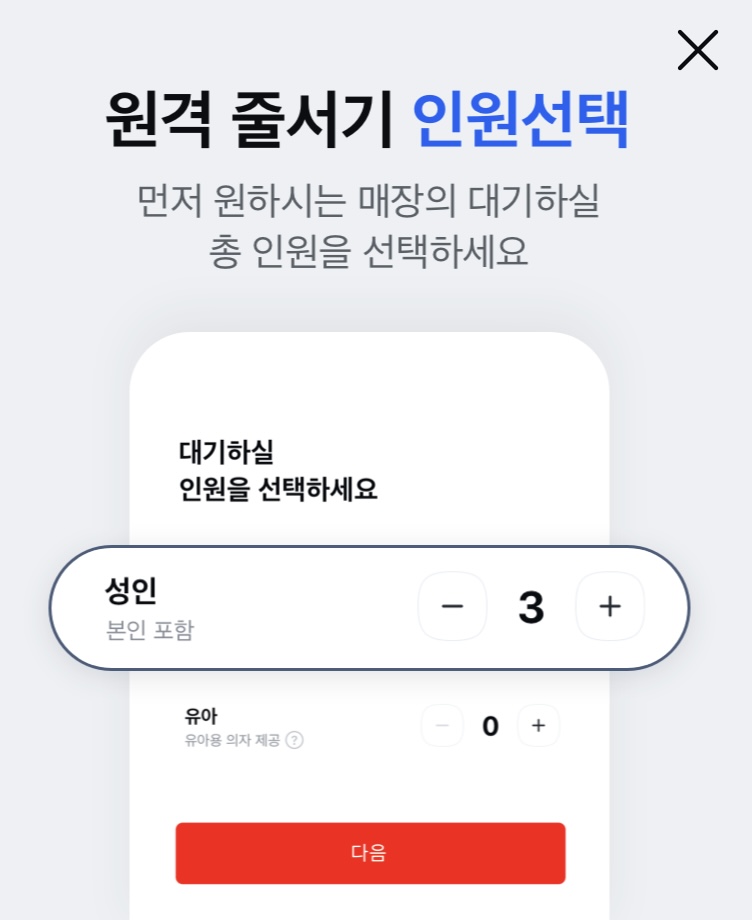 원격 줄서기 인원선택
먼저 원하시는 매장의 대기하실
총 인원을 선택하세요
대기하실
인원을 선택하세요
성인
본인 포함
− 3 +
유아
유아용 의자 제공 ?
− 0 +
다음